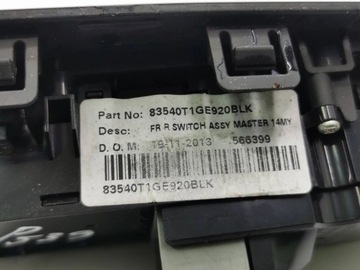 Part No: 83540T1GE920BLK
Desc: FR R SWITCH ASSY MASTER 14MY
D. O. M: 19-11-2013 566399
83540T1GE920BLK